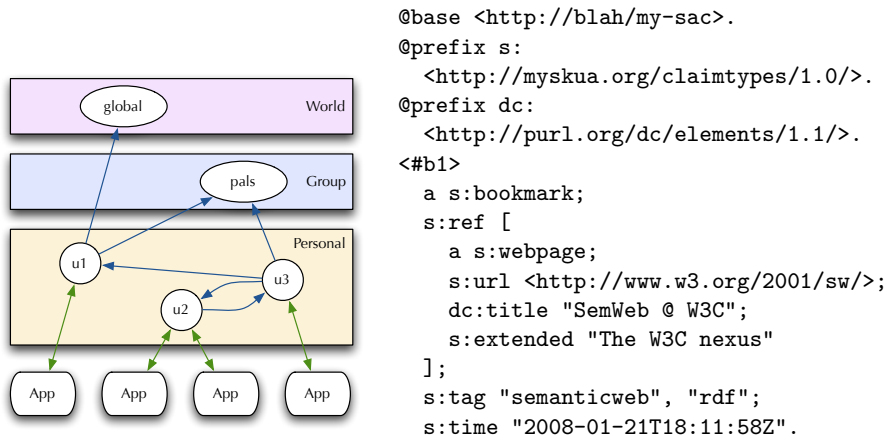 global
World
pals
Group
Personal
u1
u3
u2
App
App
App
App
@base <http://blah/my-sac>.
@prefix s:
  <http://myskua.org/claimtypes/1.0/>.
@prefix dc:
  <http://purl.org/dc/elements/1.1/>.
<#b1>
  a s:bookmark;
  s:ref [
    a s:webpage;
    s:url <http://www.w3.org/2001/sw/>;
    dc:title "SemWeb @ W3C";
    s:extended "The W3C nexus"
  ];
  s:tag "semanticweb", "rdf";
  s:time "2008-01-21T18:11:58Z".